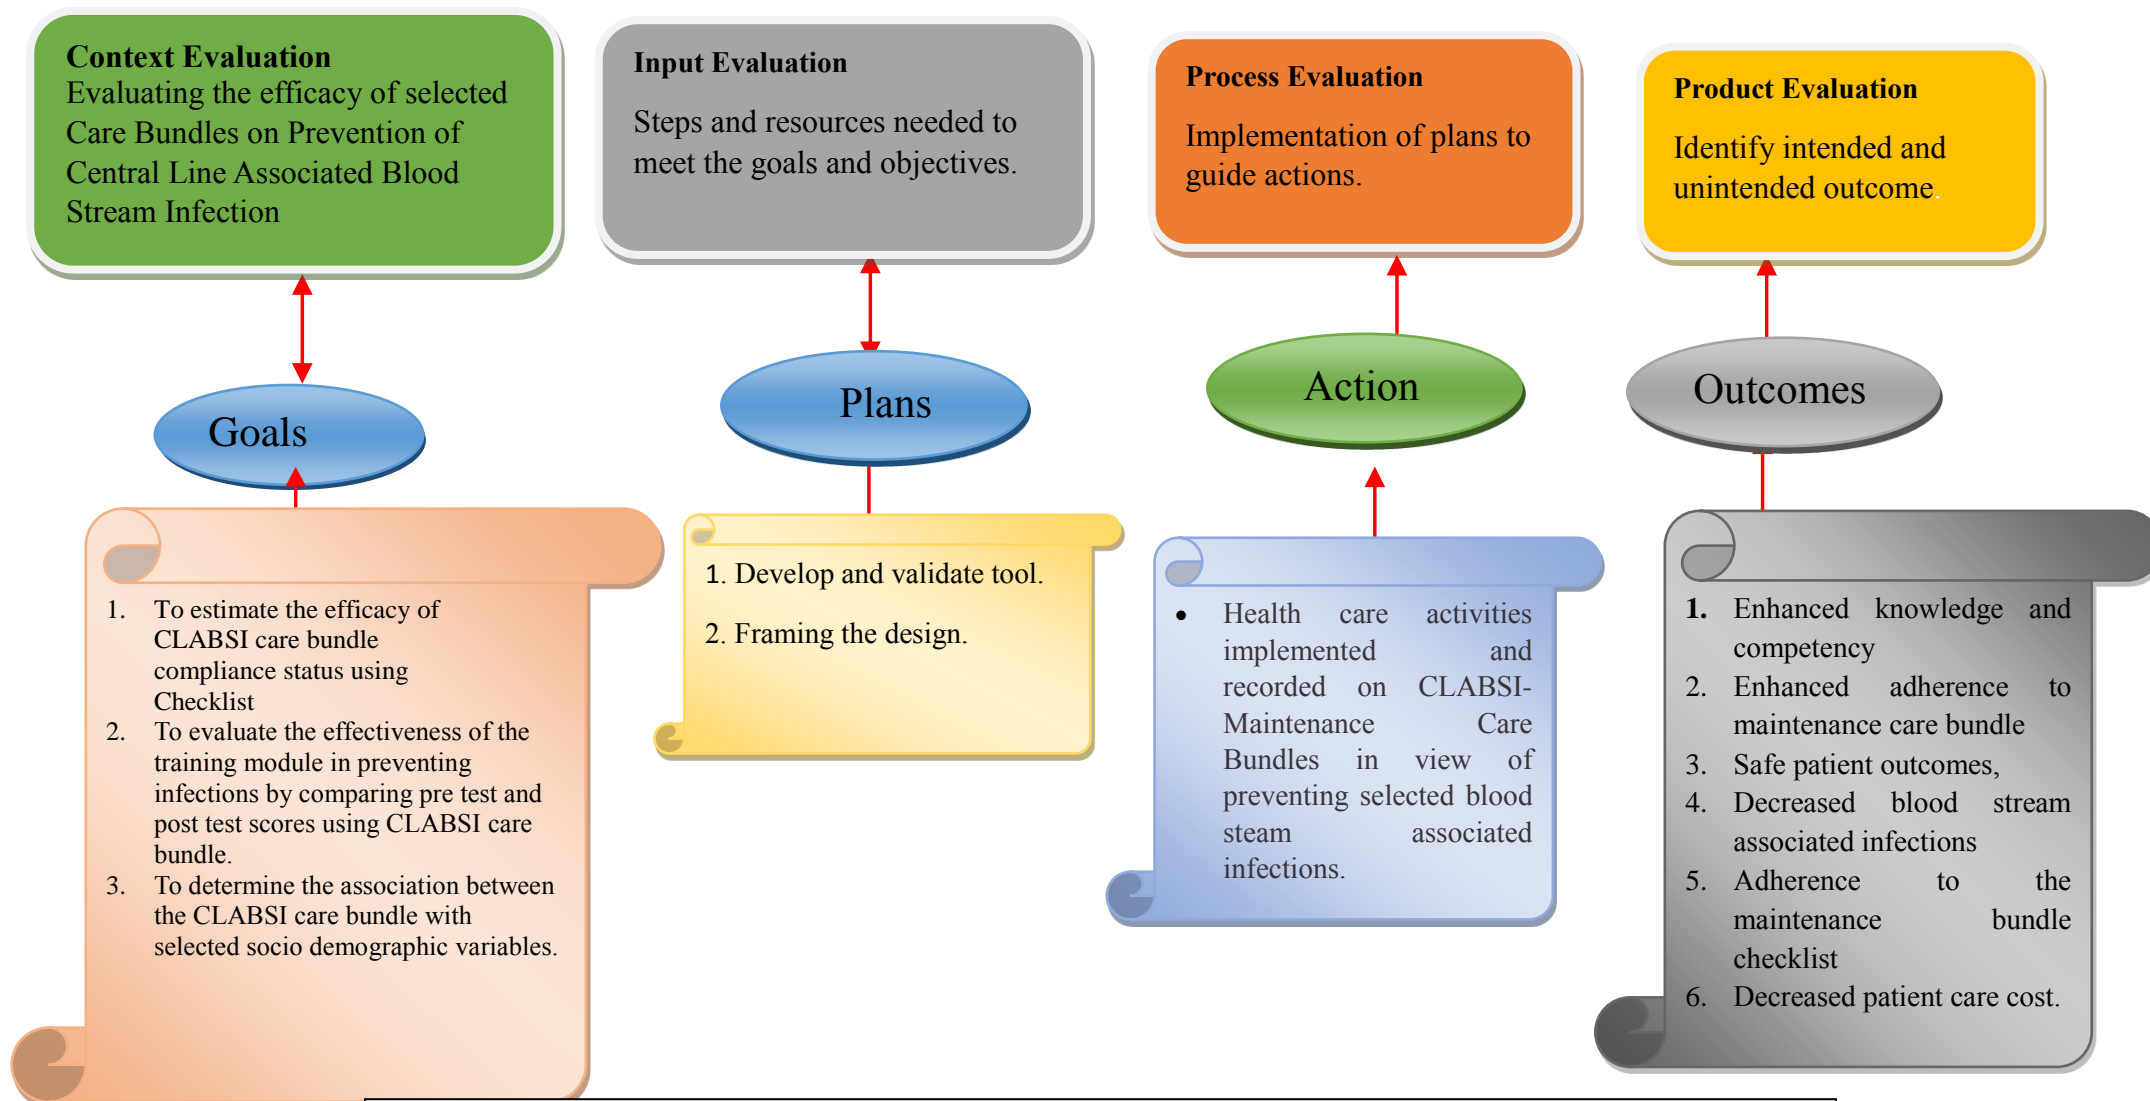 Context Evaluation
Evaluating the efficacy of selected
Care Bundles on Prevention of
Central Line Associated Blood
Stream Infection
Input Evaluation
Steps and resources needed to
meet the goals and objectives.
Process Evaluation
Implementation of plans to
guide actions.
Product Evaluation
Identify intended and
unintended outcome.
Goals
Plans
Action
Outcomes
1. To estimate the efficacy of
CLABSI care bundle
compliance status using
Checklist
2. To evaluate the effectiveness of the
training module in preventing
infections by comparing pre test and
post test scores using CLABSI care
bundle.
3. To determine the association between
the CLABSI care bundle with
selected socio demographic variables.
1. Develop and validate tool.
2. Framing the design.
• Health care activities
implemented and
recorded on CLABSI-
Maintenance Care
Bundles in view of
preventing selected blood
steam associated
infections.
1. Enhanced knowledge and
competency
2. Enhanced adherence to
maintenance care bundle
3. Safe patient outcomes,
4. Decreased blood stream
associated infections
5. Adherence to the
maintenance bundle
checklist
6. Decreased patient care cost.